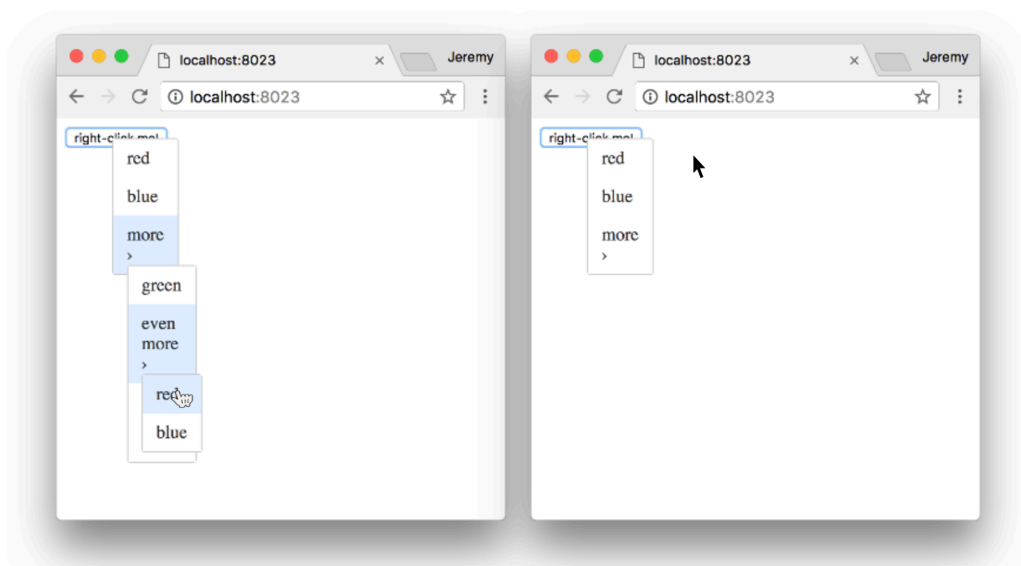 localhost:8023
Jeremy
localhost:8023
right-click me!
red
blue
more
›
green
even
more
›
red
blue
localhost:8023
Jeremy
localhost:8023
right-click me!
red
blue
more
›